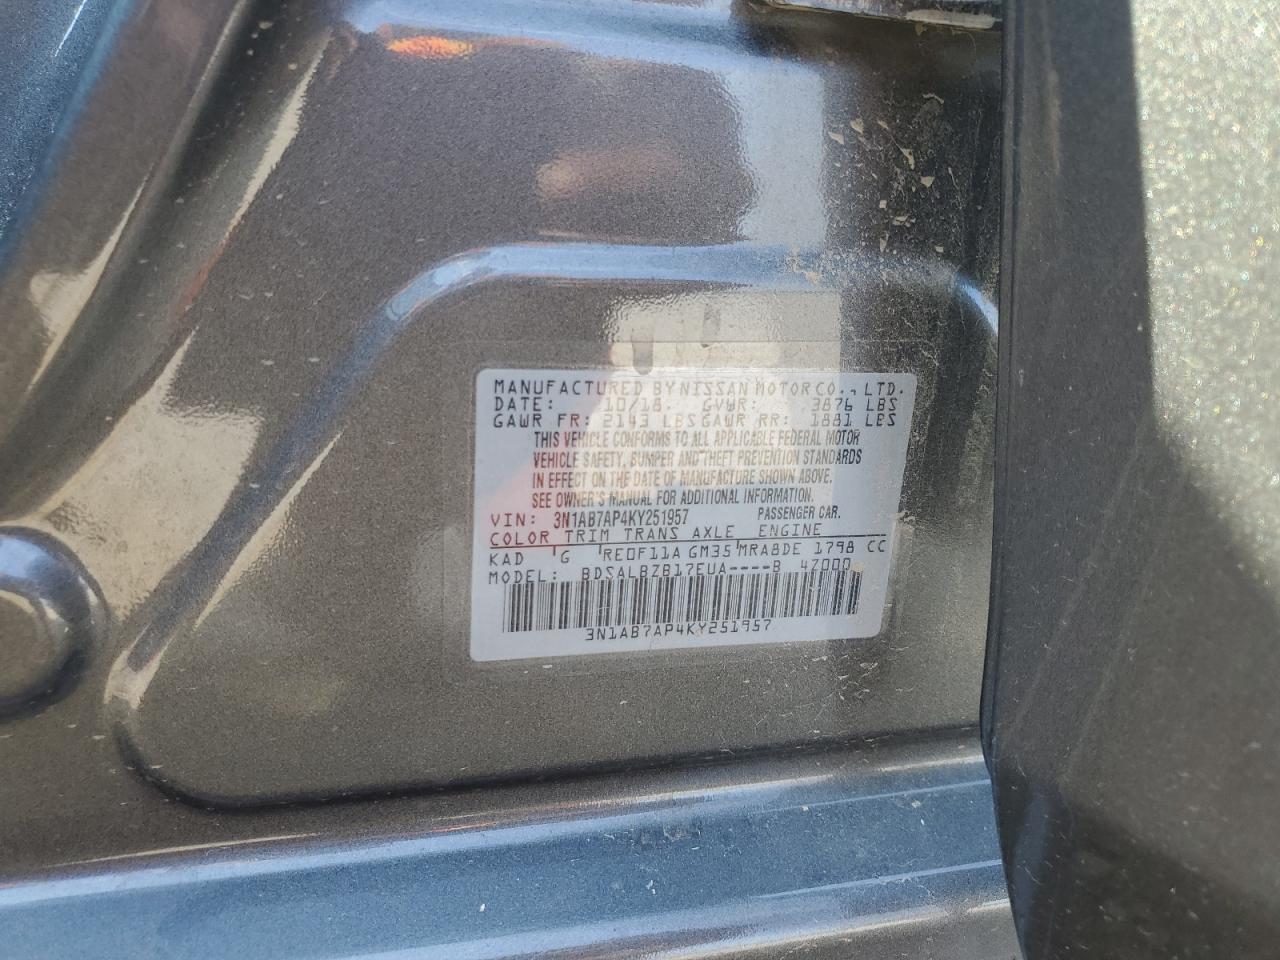 MANUFACTURED BY NISSAN MOTOR CO., LTD.
DATE: 10/18. GVWR: 3876 LBS
GAWR FR: 2143 LBS GAWR RR: 1881 LBS
THIS VEHICLE CONFORMS TO ALL APPLICABLE FEDERAL MOTOR
VEHICLE SAFETY, BUMPER AND THEFT PREVENTION STANDARDS
IN EFFECT ON THE DATE OF MANUFACTURE SHOWN ABOVE.
SEE OWNER'S MANUAL FOR ADDITIONAL INFORMATION.
VIN: 3N1AB7AP4KY251957 PASSENGER CAR.
COLOR TRIM TRANS AXLE ENGINE
KAD G RE0F11A GM35 MRA8DE 1798 CC
MODEL: BDSALBZB17EUA----B 47000
3N1AB7AP4KY251957